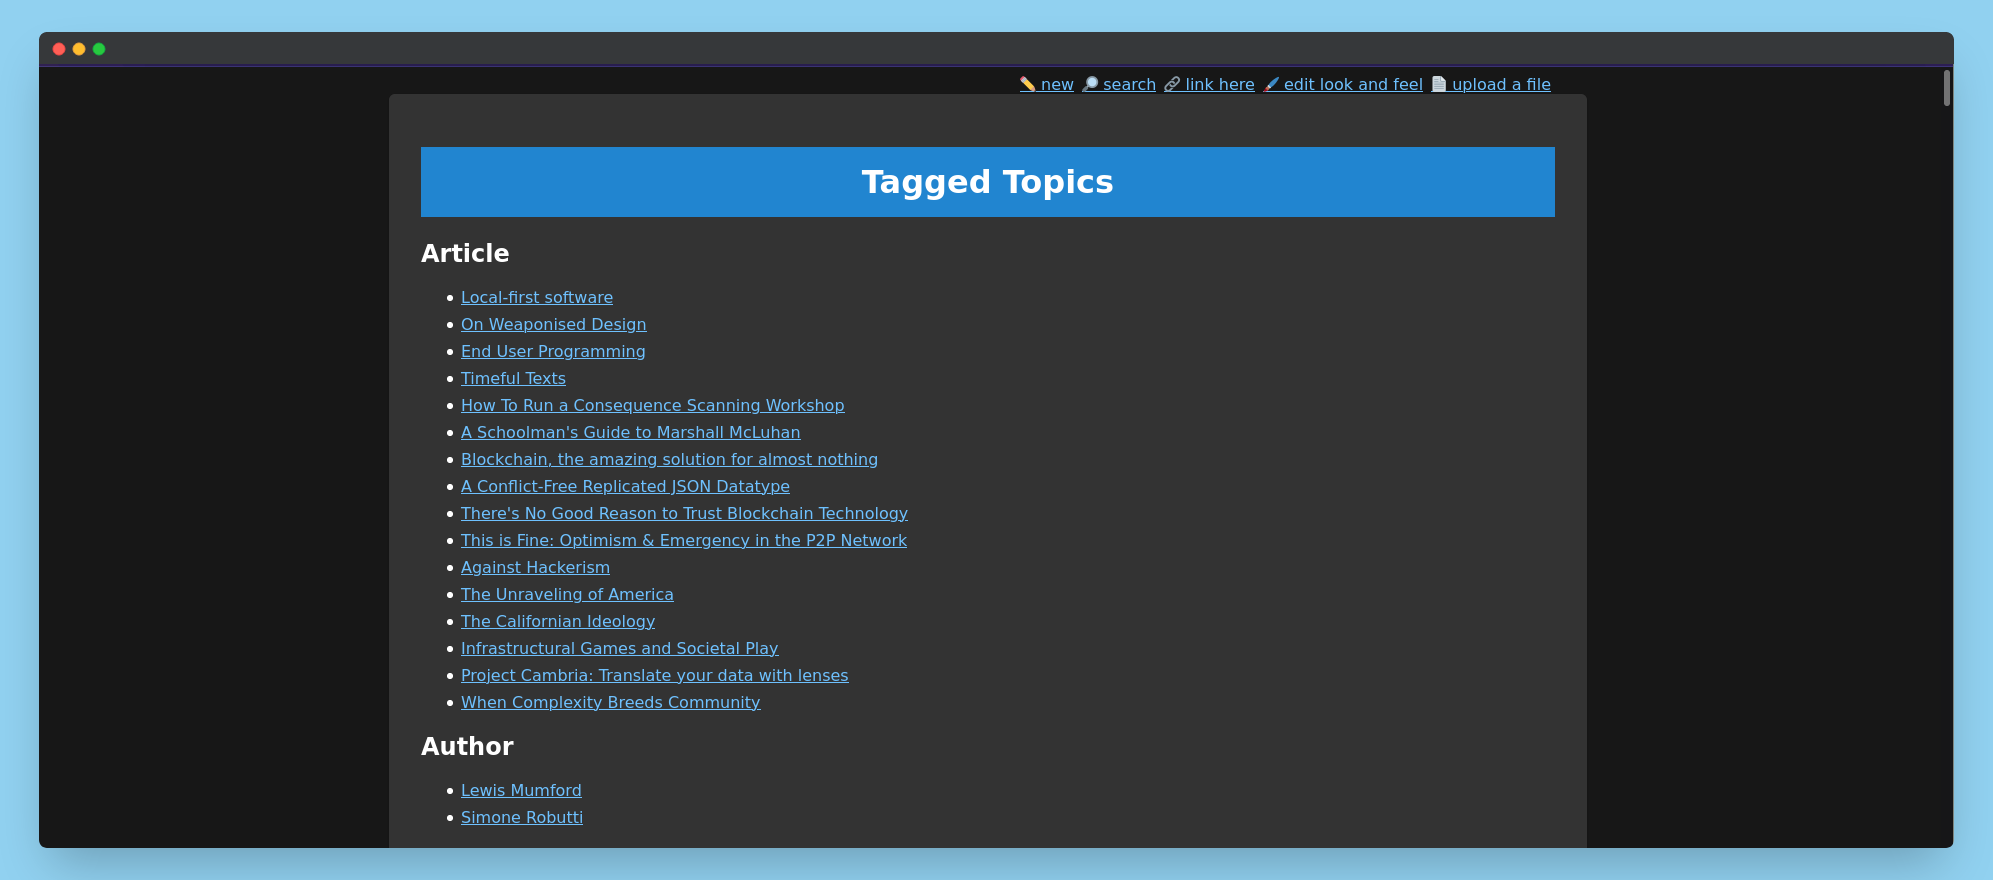 new search link here edit look and feel upload a file
Tagged Topics
Article
Local-first software
On Weaponised Design
End User Programming
Timeful Texts
How To Run a Consequence Scanning Workshop
A Schoolman's Guide to Marshall McLuhan
Blockchain, the amazing solution for almost nothing
A Conflict-Free Replicated JSON Datatype
There's No Good Reason to Trust Blockchain Technology
This is Fine: Optimism & Emergency in the P2P Network
Against Hackerism
The Unraveling of America
The Californian Ideology
Infrastructural Games and Societal Play
Project Cambria: Translate your data with lenses
When Complexity Breeds Community
Author
Lewis Mumford
Simone Robutti